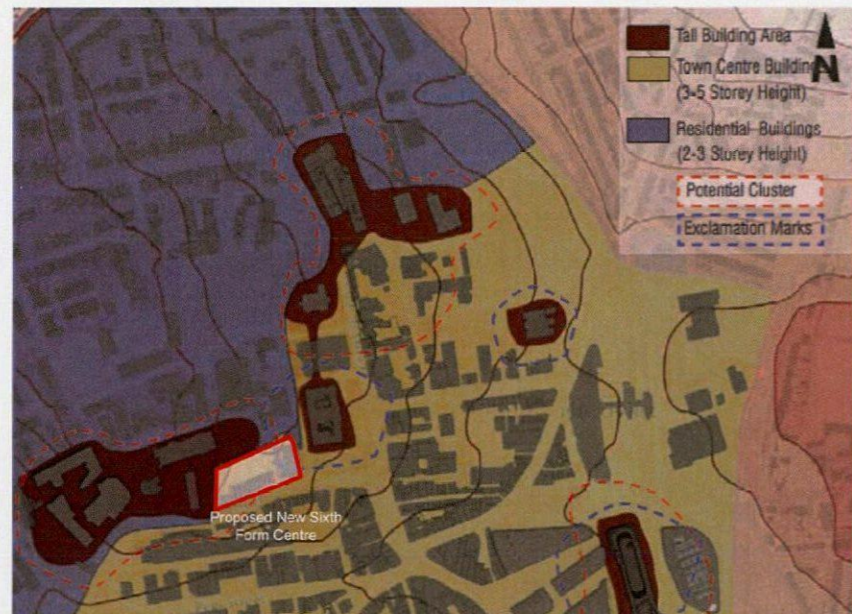 Tall Building Area
N
Town Centre Building
(3-5 Storey Height)
Residential Buildings
(2-3 Storey Height)
Potential Cluster
Exclamation Marks
Proposed New Sixth
Form Centre